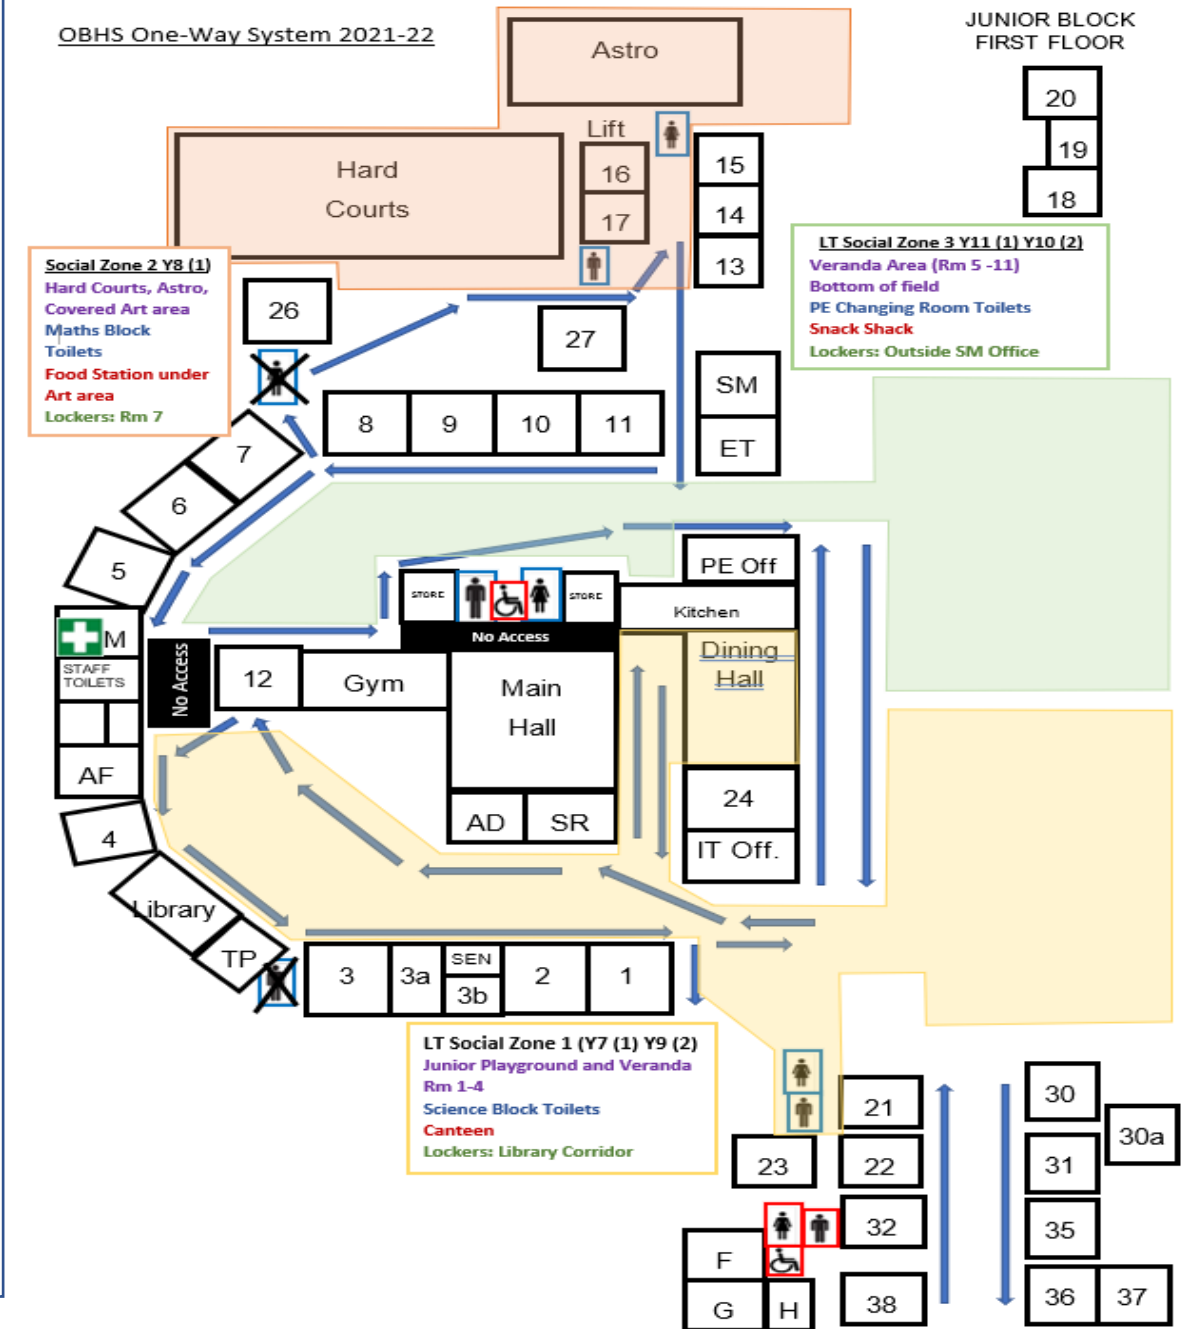 OBHS One-Way System 2021-22
JUNIOR BLOCK
FIRST FLOOR
20
19
18
Astro
Lift
Hard
Courts
16
17
15
14
13
Social Zone 2 Y8 (1)
Hard Courts, Astro,
Covered Art area
Maths Block
Toilets
Food Station under
Art area
Lockers: Rm 7
LT Social Zone 3 Y11 (1) Y10 (2)
Veranda Area (Rm 5 -11)
Bottom of field
PE Changing Room Toilets
Snack Shack
Lockers: Outside SM Office
26
27
SM
ET
8
9
10
11
7
6
5
M
STAFF
TOILETS
AF
4
Library
TP
No Access
STORE
STORE
No Access
PE Off
Kitchen
Dining
Hall
12
Gym
Main
Hall
AD
SR
24
IT Off.
3
3a
SEN
3b
2
1
LT Social Zone 1 (Y7 (1) Y9 (2)
Junior Playground and Veranda
Rm 1-4
Science Block Toilets
Canteen
Lockers: Library Corridor
21
22
23
32
38
F
G
H
30
30a
31
35
36
37